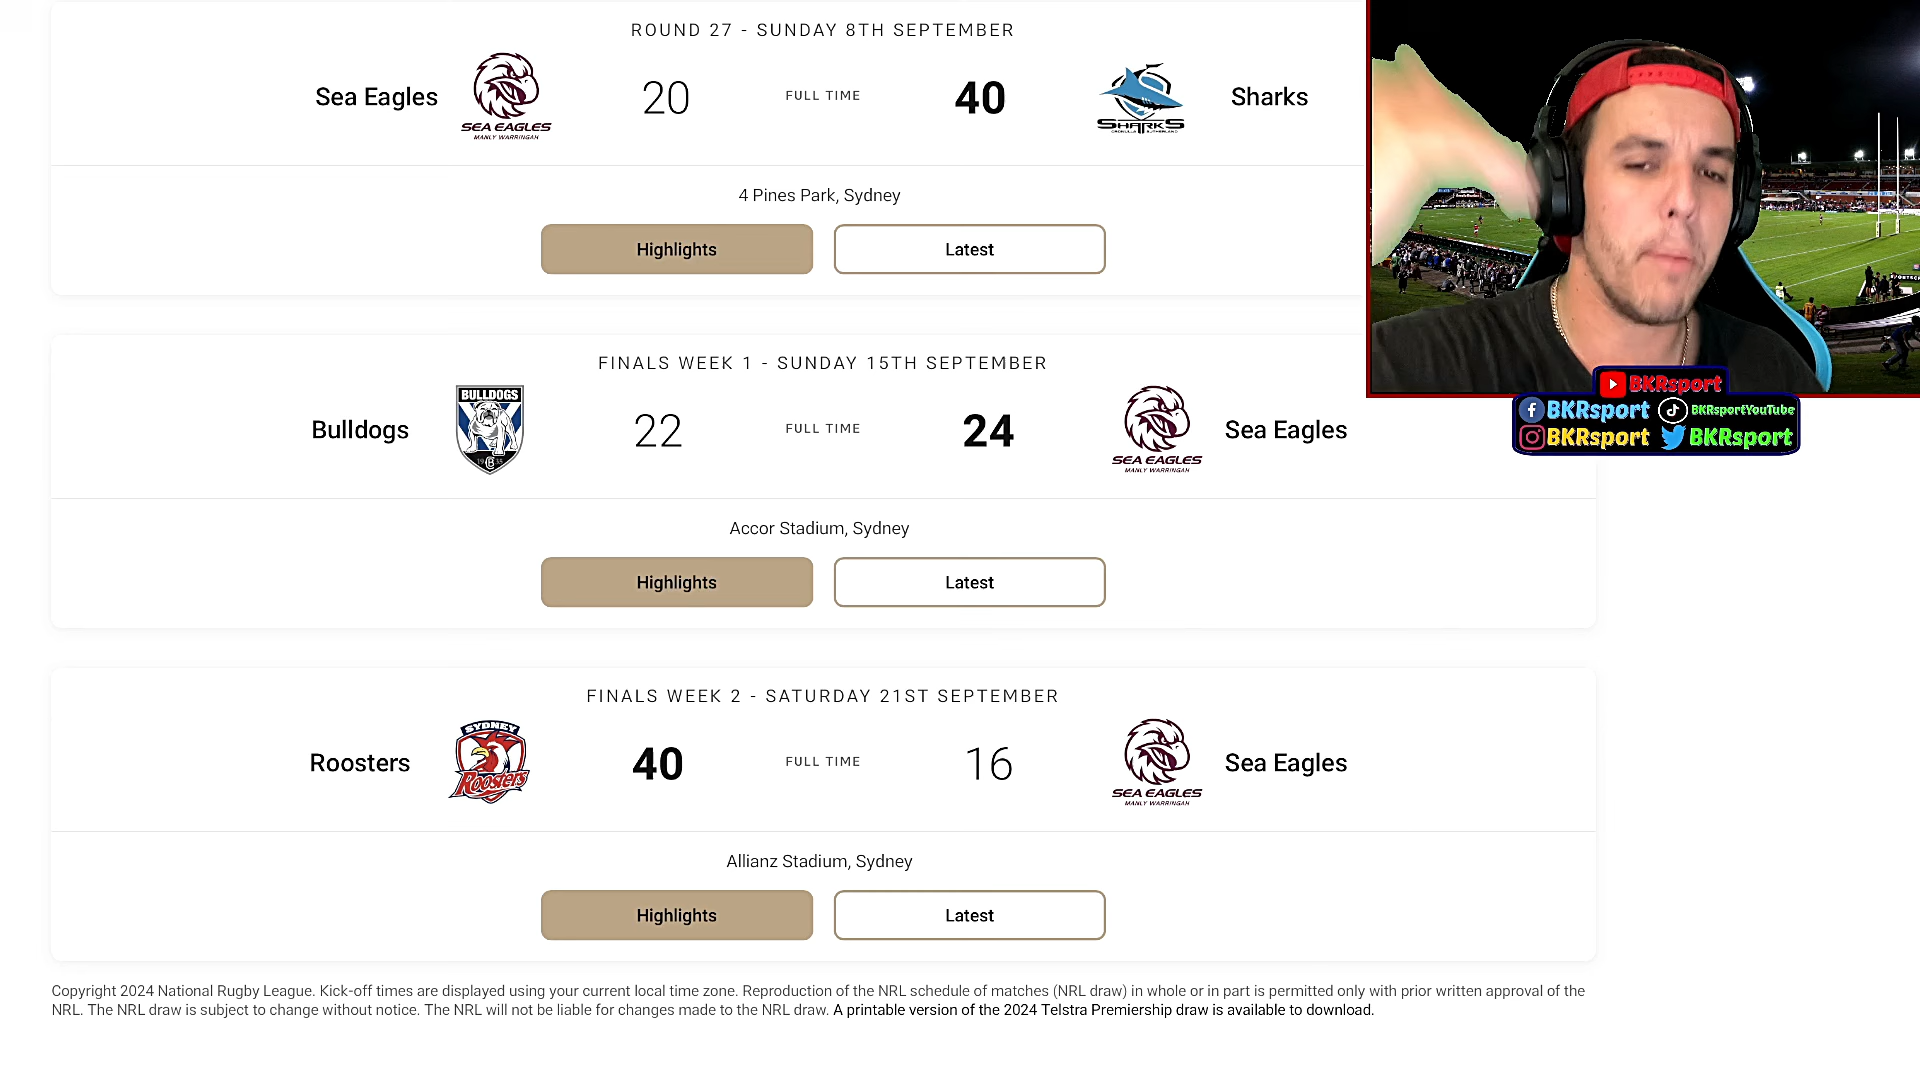 ROUND 27 - SUNDAY 8TH SEPTEMBER
Sea Eagles
SEA EAGLES
MANLY WARRINGAH
20
FULL TIME
40
SHARKS
Sharks
4 Pines Park, Sydney
Highlights
Latest
FINALS WEEK 1 - SUNDAY 15TH SEPTEMBER
Bulldogs
BULLDOGS
22
FULL TIME
24
SEA EAGLES
MANLY WARRINGAH
Sea Eagles
Accor Stadium, Sydney
Highlights
Latest
FINALS WEEK 2 - SATURDAY 21ST SEPTEMBER
Roosters
SYDNEY
Roosters
40
FULL TIME
16
SEA EAGLES
MANLY WARRINGAH
Sea Eagles
Allianz Stadium, Sydney
Highlights
Latest
Copyright 2024 National Rugby League. Kick-off times are displayed using your current local time zone. Reproduction of the NRL schedule of matches (NRL draw) in whole or in part is permitted only with prior written approval of the
NRL. The NRL draw is subject to change without notice. The NRL will not be liable for changes made to the NRL draw. A printable version of the 2024 Telstra Premiership draw is available to download.
BKRsport
BKRsport BKRsportYouTube
BKRsport BKRsport